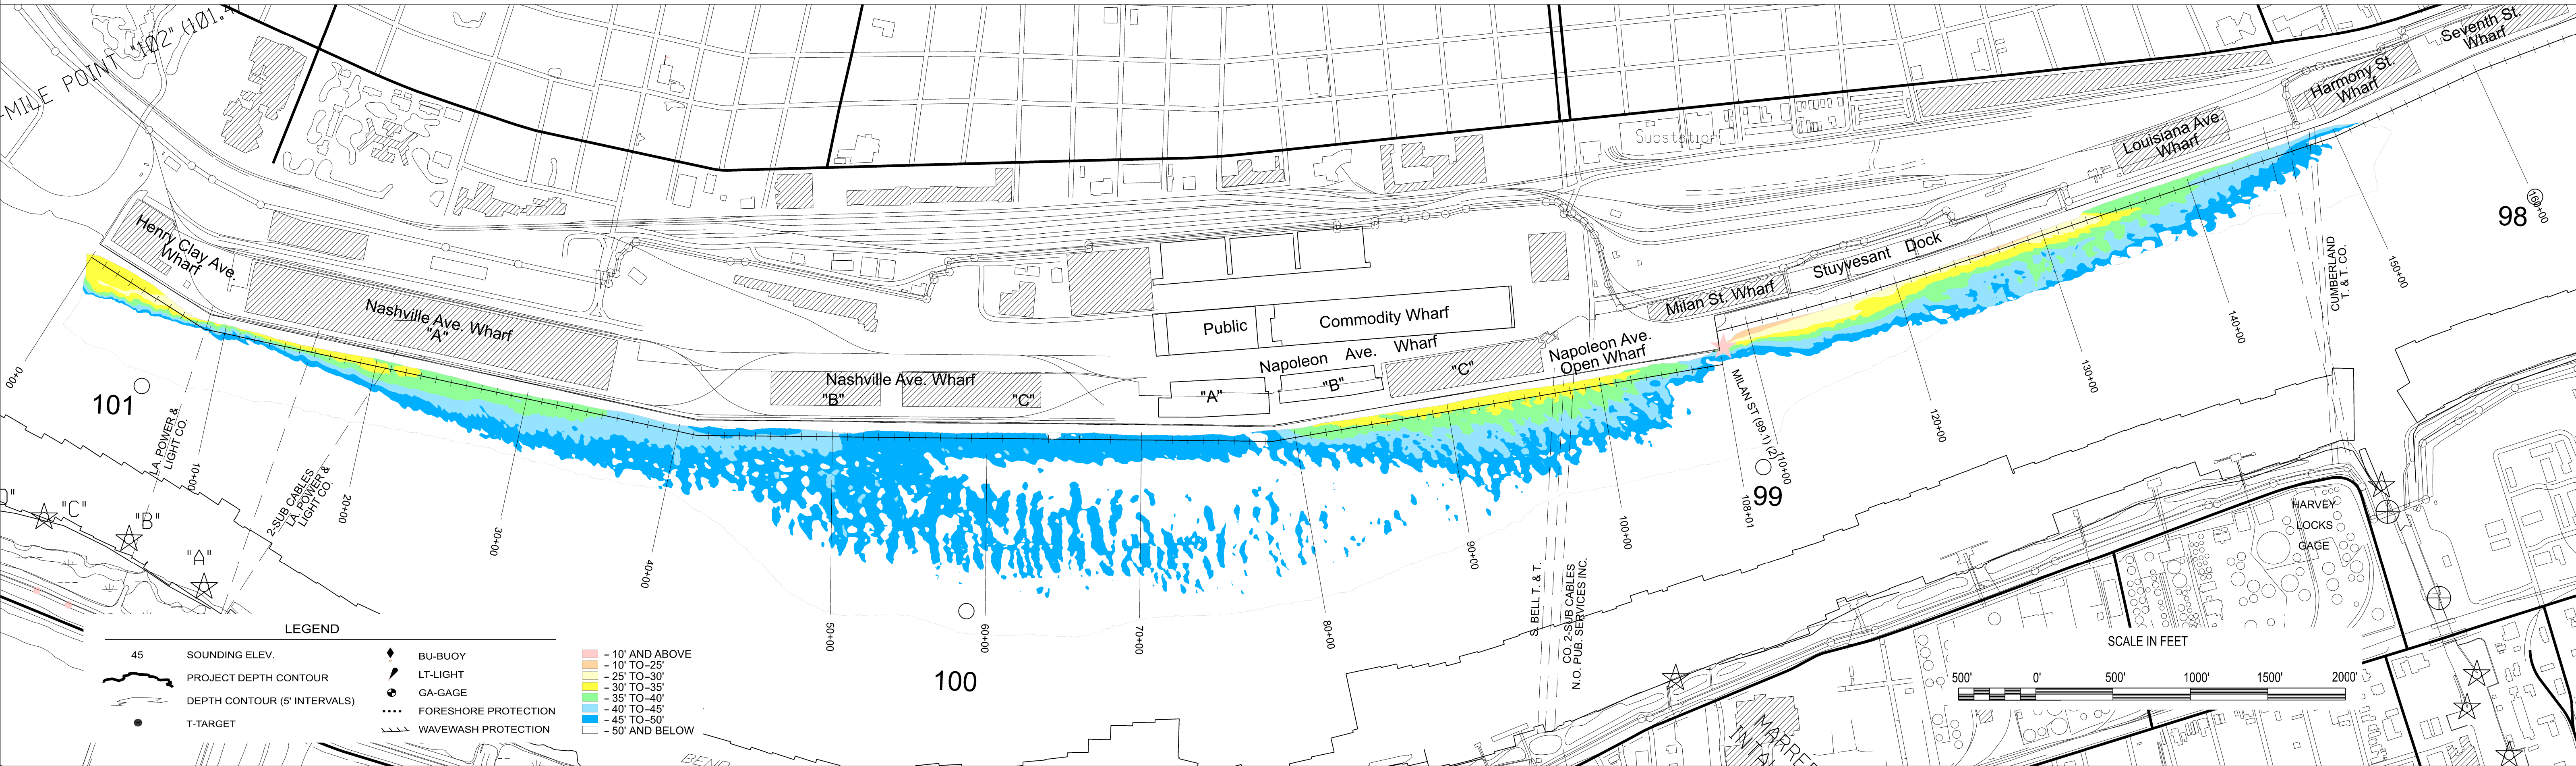 -MILE POINT "102" (101.4)
Seventh St.
Wharf
Harmony St.
Wharf
Louisiana Ave.
Wharf
Substation
Henry Clay Ave.
Wharf
Nashville Ave. Wharf
"A"
Nashville Ave. Wharf
"B"
"C"
Public
Commodity Wharf
Napoleon Ave. Wharf
"A"
"B"
"C"
Napoleon Ave.
Open Wharf
Milan St. Wharf
Stuyvesant Dock
98
160+00
150+00
CUMBERLAND
T. & T. CO.
140+00
130+00
120+00
MILAN ST (99.1) (2)
110+00
108+01
99
100+00
90+00
S. BELL T. & T.
CO. 2-SUB CABLES
N.O. PUB. SERVICES INC.
80+00
70+00
60+00
50+00
100
40+00
30+00
20+00
2-SUB CABLES
LA. POWER &
LIGHT CO.
10+00
LA. POWER &
LIGHT CO.
0+00
101
"C"
"B"
"A"
HARVEY
LOCKS
GAGE
LEGEND
45 SOUNDING ELEV.
PROJECT DEPTH CONTOUR
DEPTH CONTOUR (5' INTERVALS)
T-TARGET
BU-BUOY
LT-LIGHT
GA-GAGE
FORESHORE PROTECTION
WAVEWASH PROTECTION
– 10' AND ABOVE
– 10' TO–25'
– 25' TO–30'
– 30' TO–35'
– 35' TO–40'
– 40' TO–45'
– 45' TO–50'
– 50' AND BELOW
BEND
SCALE IN FEET
500' 0' 500' 1000' 1500' 2000'